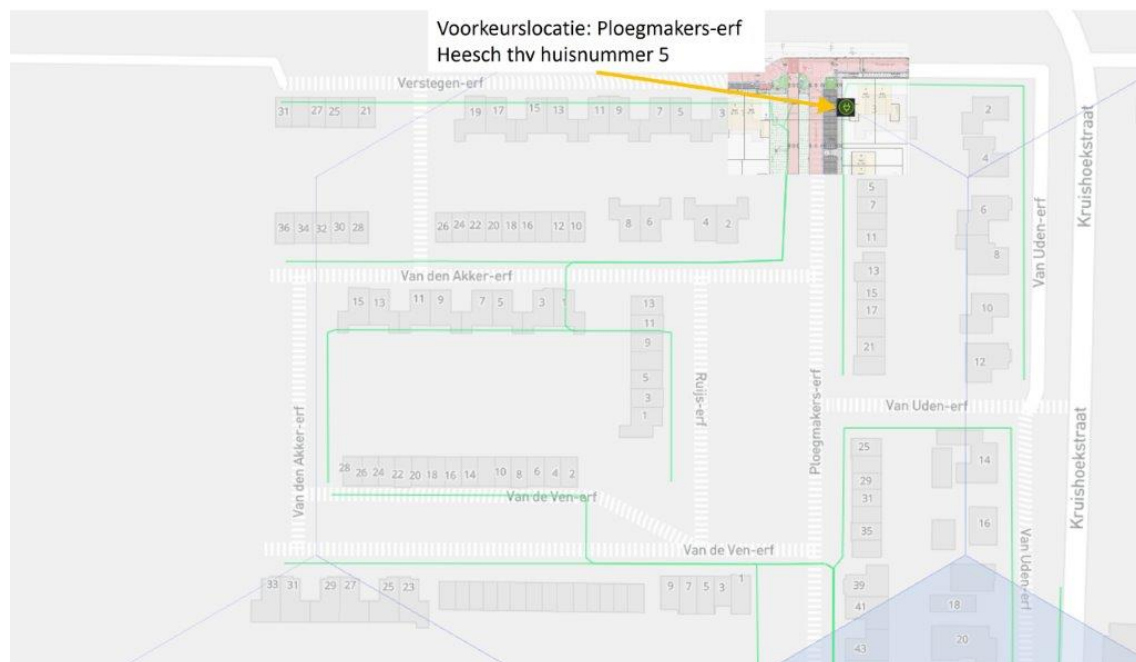 Voorkeurslocatie: Ploegmakers-erf
Heesch thv huisnummer 5
Verstegen-erf
31 27 25 21 19 17 15 13 11 9 7 5 3
2
4
6
8
10
12
5
7
11
13
15
17
21
36 34 32 30 28 26 24 22 20 18 16 12 10 8 6 4 2
Van den Akker-erf
15 13 11 9 7 5 3 1
13
11
9
5
3
1
Van den Akker-erf
Ruijs-erf
Ploegmakers-erf
Van Uden-erf
Van Uden-erf
Kruishoekstraat
Kruishoekstraat
28 26 24 22 20 18 16 14 10 8 6 4 2
Van de Ven-erf
Van de Ven-erf
25
29
31
35
39
41
43
14
16
18
20
Van Uden-erf
33 31 29 27 25 23 9 7 5 3 1